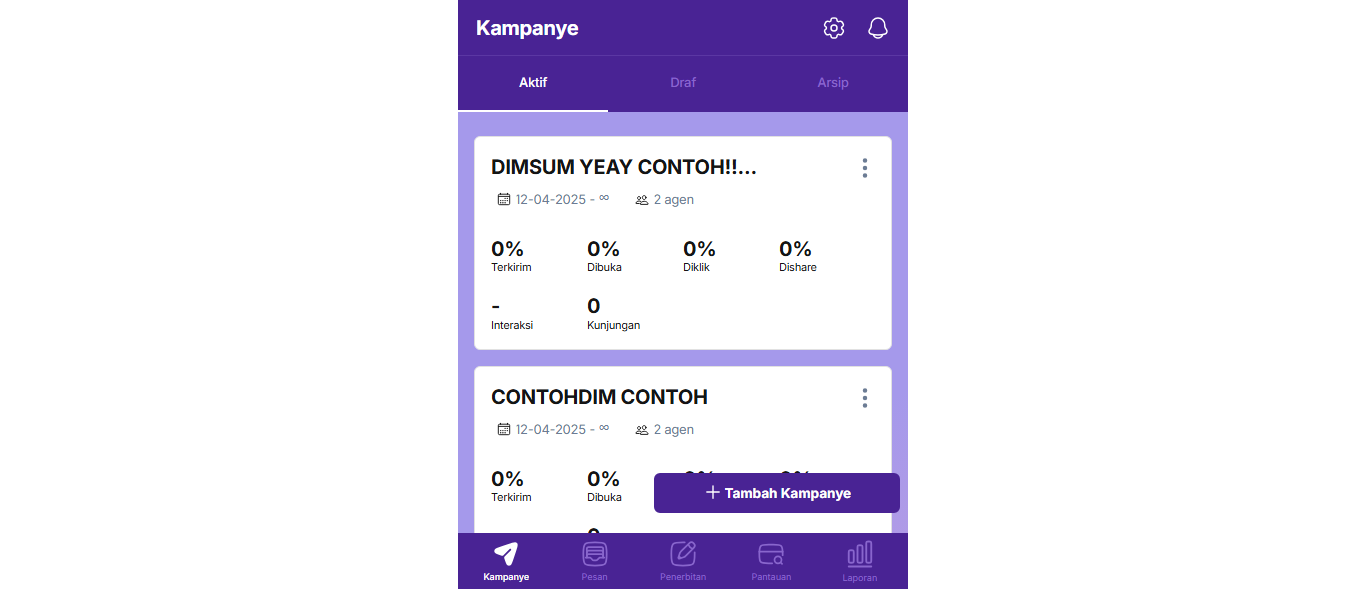 Kampanye
Aktif Draf Arsip
DIMSUM YEAY CONTOH!!...
12-04-2025 - ∞ 2 agen
0% 0% 0% 0%
Terkirim Dibuka Diklik Dishare
- 0
Interaksi Kunjungan
CONTOHDIM CONTOH
12-04-2025 - ∞ 2 agen
0% 0%
Terkirim Dibuka
+ Tambah Kampanye
Kampanye Pesan Penerbitan Pantauan Laporan